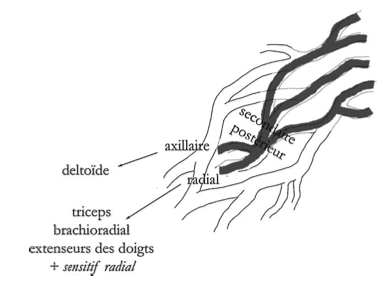 secondaire
postérieur
axillaire
deltoïde
radial
triceps
brachioradial
extenseurs des doigts
+ sensitif radial